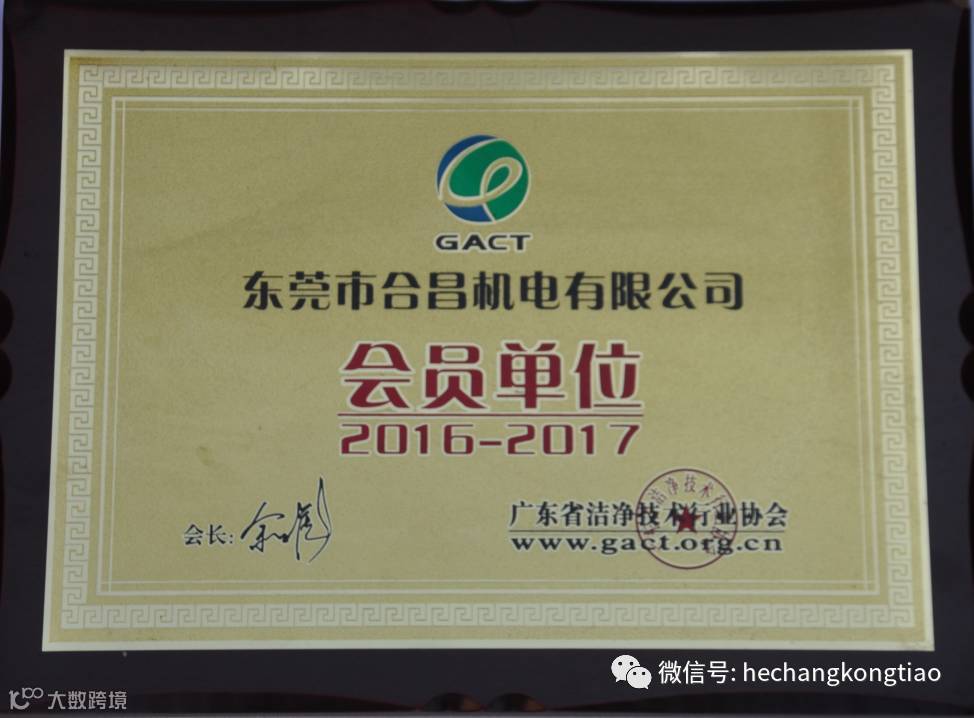 GACT
东莞市合昌机电有限公司
会员单位
2016-2017
会长:
广东省洁净技术行业协会
www.gact.org.cn
微信号: hechangkongtiao
大数跨境